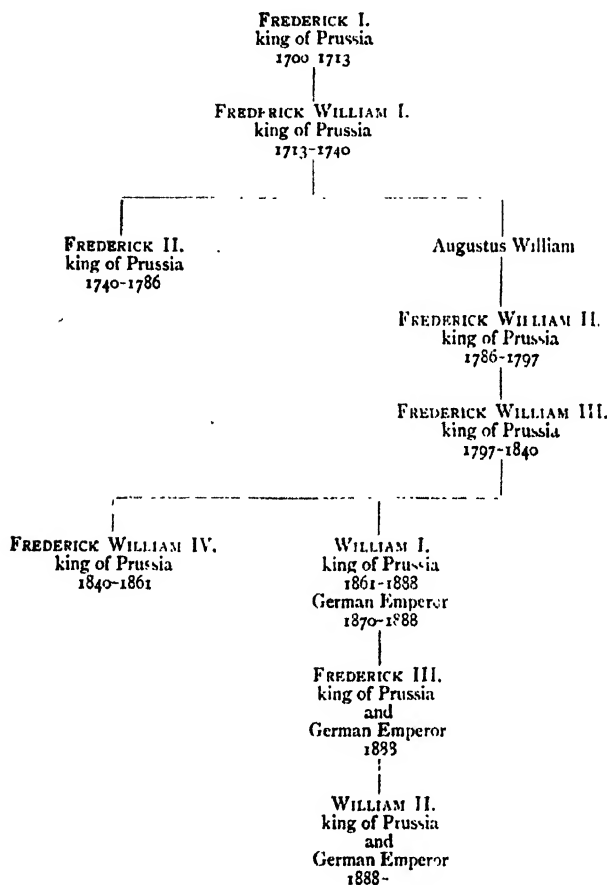 FREDERICK I.
king of Prussia
1700 1713
FREDERICK WILLIAM I.
king of Prussia
1713-1740
FREDERICK II.
king of Prussia
1740-1786
Augustus William
FREDERICK WILLIAM II.
king of Prussia
1786-1797
FREDERICK WILLIAM III.
king of Prussia
1797-1840
FREDERICK WILLIAM IV.
king of Prussia
1840-1861
WILLIAM I.
king of Prussia
1861-1888
German Emperor
1870-1888
FREDERICK III.
king of Prussia
and
German Emperor
1888
WILLIAM II.
king of Prussia
and
German Emperor
1888-